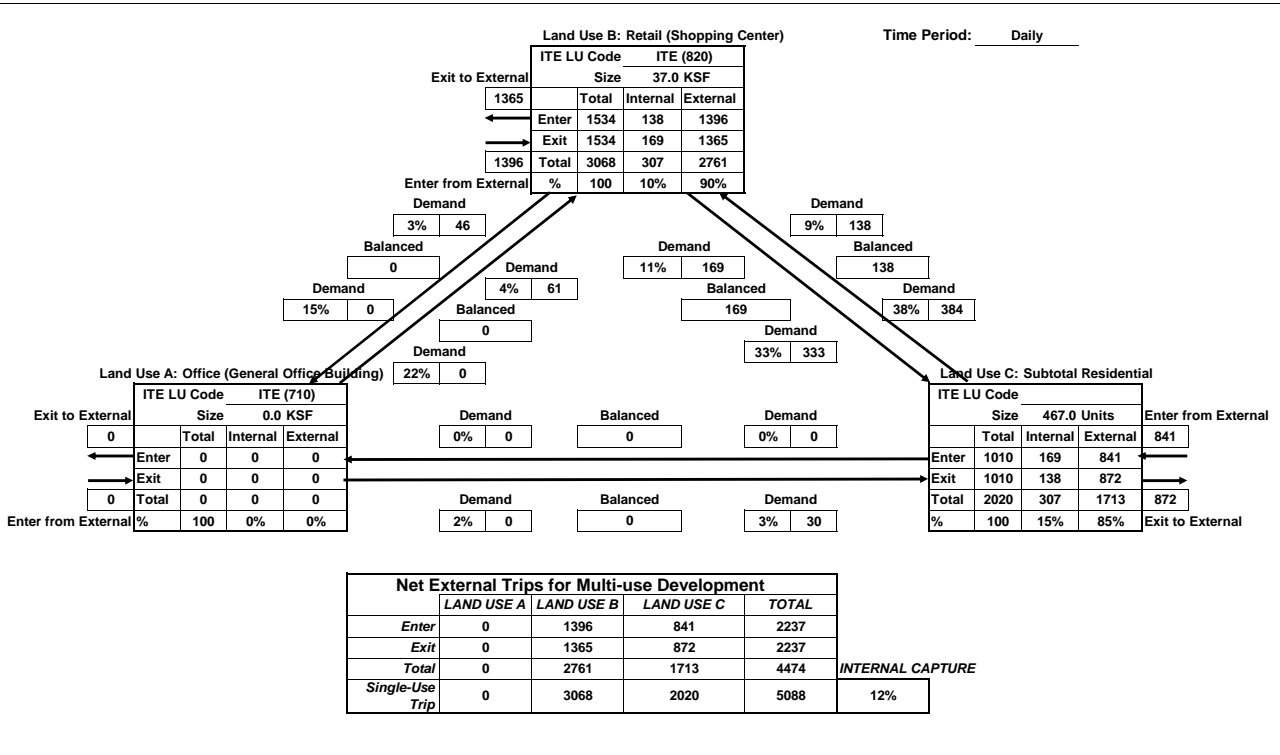 Land Use B: Retail (Shopping Center)
Time Period: Daily
ITE LU Code ITE (820)
Exit to External
Size 37.0 KSF
1365
Total Internal External
Enter 1534 138 1396
Exit 1534 169 1365
1396
Total 3068 307 2761
Enter from External
% 100 10% 90%
Demand
3% 46
Demand
9% 138
Balanced
0
Demand
11% 169
Balanced
138
Demand
4% 61
Demand
15% 0
Balanced
169
Demand
38% 384
Balanced
0
Demand
33% 333
Demand
22% 0
Land Use A: Office (General Office Building)
ITE LU Code ITE (710)
Exit to External
Size 0.0 KSF
0
Total Internal External
Enter 0 0 0
Exit 0 0 0
0
Total 0 0 0
Enter from External
% 100 0% 0%
Demand Balanced Demand
0% 0 0 0% 0
Demand Balanced Demand
2% 0 0 3% 30
Land Use C: Subtotal Residential
ITE LU Code
Size 467.0 Units
Enter from External
Total Internal External
841
Enter 1010 169 841
Exit 1010 138 872
Total 2020 307 1713
872
% 100 15% 85%
Exit to External
Net External Trips for Multi-use Development
LAND USE A LAND USE B LAND USE C TOTAL
Enter 0 1396 841 2237
Exit 0 1365 872 2237
Total 0 2761 1713 4474
INTERNAL CAPTURE
Single-Use
Trip 0 3068 2020 5088 12%